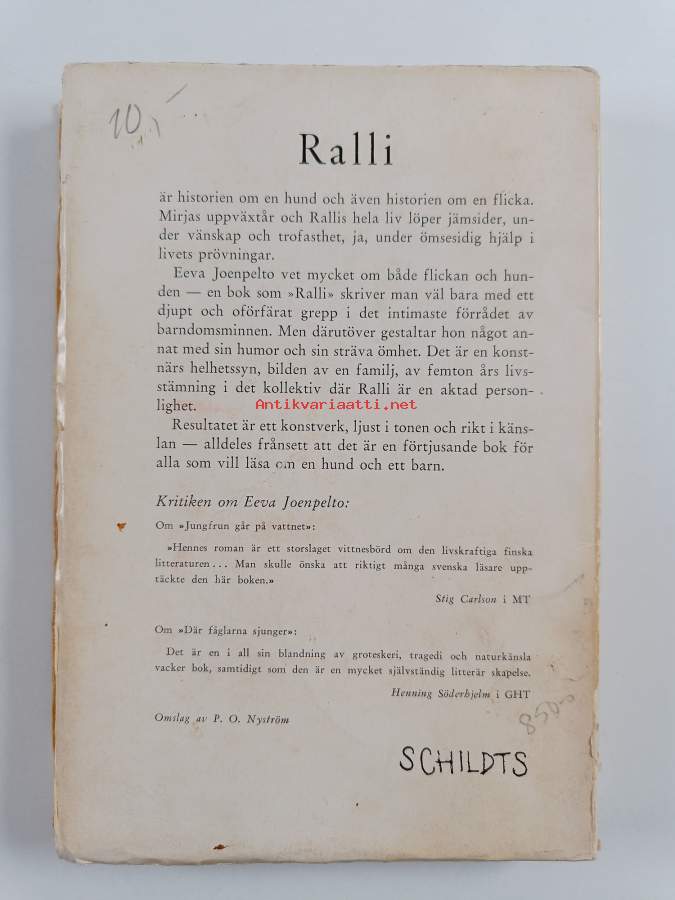 10,-
Ralli
är historien om en hund och även historien om en flicka.
Mirjas uppväxtår och Rallis hela liv löper jämsides, un-
der vänskap och trofasthet, ja, under ömsesidig hjälp i
livets prövningar.
Eeva Joenpelto vet mycket om både flickan och hun-
den — en bok som »Ralli» skriver man väl bara med ett
djupt och oförfärat grepp i det intimaste förrådet av
barndomsminnen. Men därutöver gestaltar hon något an-
nat med sin humor och sin sträva ömhet. Det är en konst-
närs helhetssyn, bilden av en familj, av femton års livs-
stämning i det kollektiv där Ralli är en aktad person-
lighet.
Antikvariaatti.net
Resultatet är ett konstverk, ljust i tonen och rikt i käns-
lan — alldeles frånsett att det är en förtjusande bok för
alla som vill läsa om en hund och ett barn.
Kritiken om Eeva Joenpelto:
Om »Jungfrun går på vattnet»:
»Hennes roman är ett storslaget vittnesbörd om den livskraftiga finska
litteraturen... Man skulle önska att riktigt många svenska läsare upp-
täckte den här boken.»
Stig Carlson i MT
Om »Där fåglarna sjunger»:
Det är en i all sin blandning av groteskeri, tragedi och naturkänsla
vacker bok, samtidigt som den är en mycket självständig litterär skapelse.
Henning Söderhjelm i GHT
850:-
Omslag av P. O. Nyström
SCHILDTS